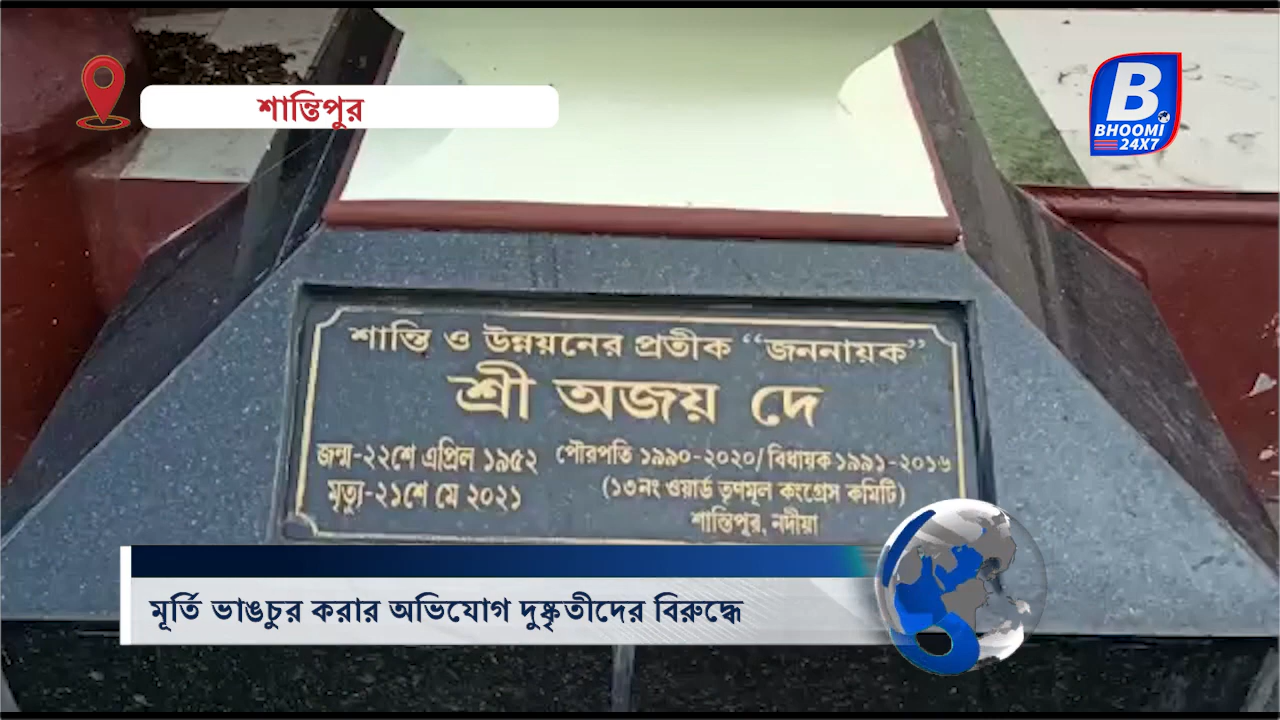 শান্তিপুর
B
BHOOMI
24X7
শান্তি ও উন্নয়নের প্রতীক “জননায়ক”
শ্রী অজয় দে
জন্ম-২২শে এপ্রিল ১৯৫২
মৃত্যু-২১শে মে ২০২১
পৌরপতি ১৯৯০-২০২০/বিধায়ক ১৯৯১-২০১৬
(১৩নং ওয়ার্ড তৃণমূল কংগ্রেস কমিটি)
শান্তিপুর, নদীয়া
মূর্তি ভাঙচুর করার অভিযোগ দুষ্কৃতীদের বিরুদ্ধে